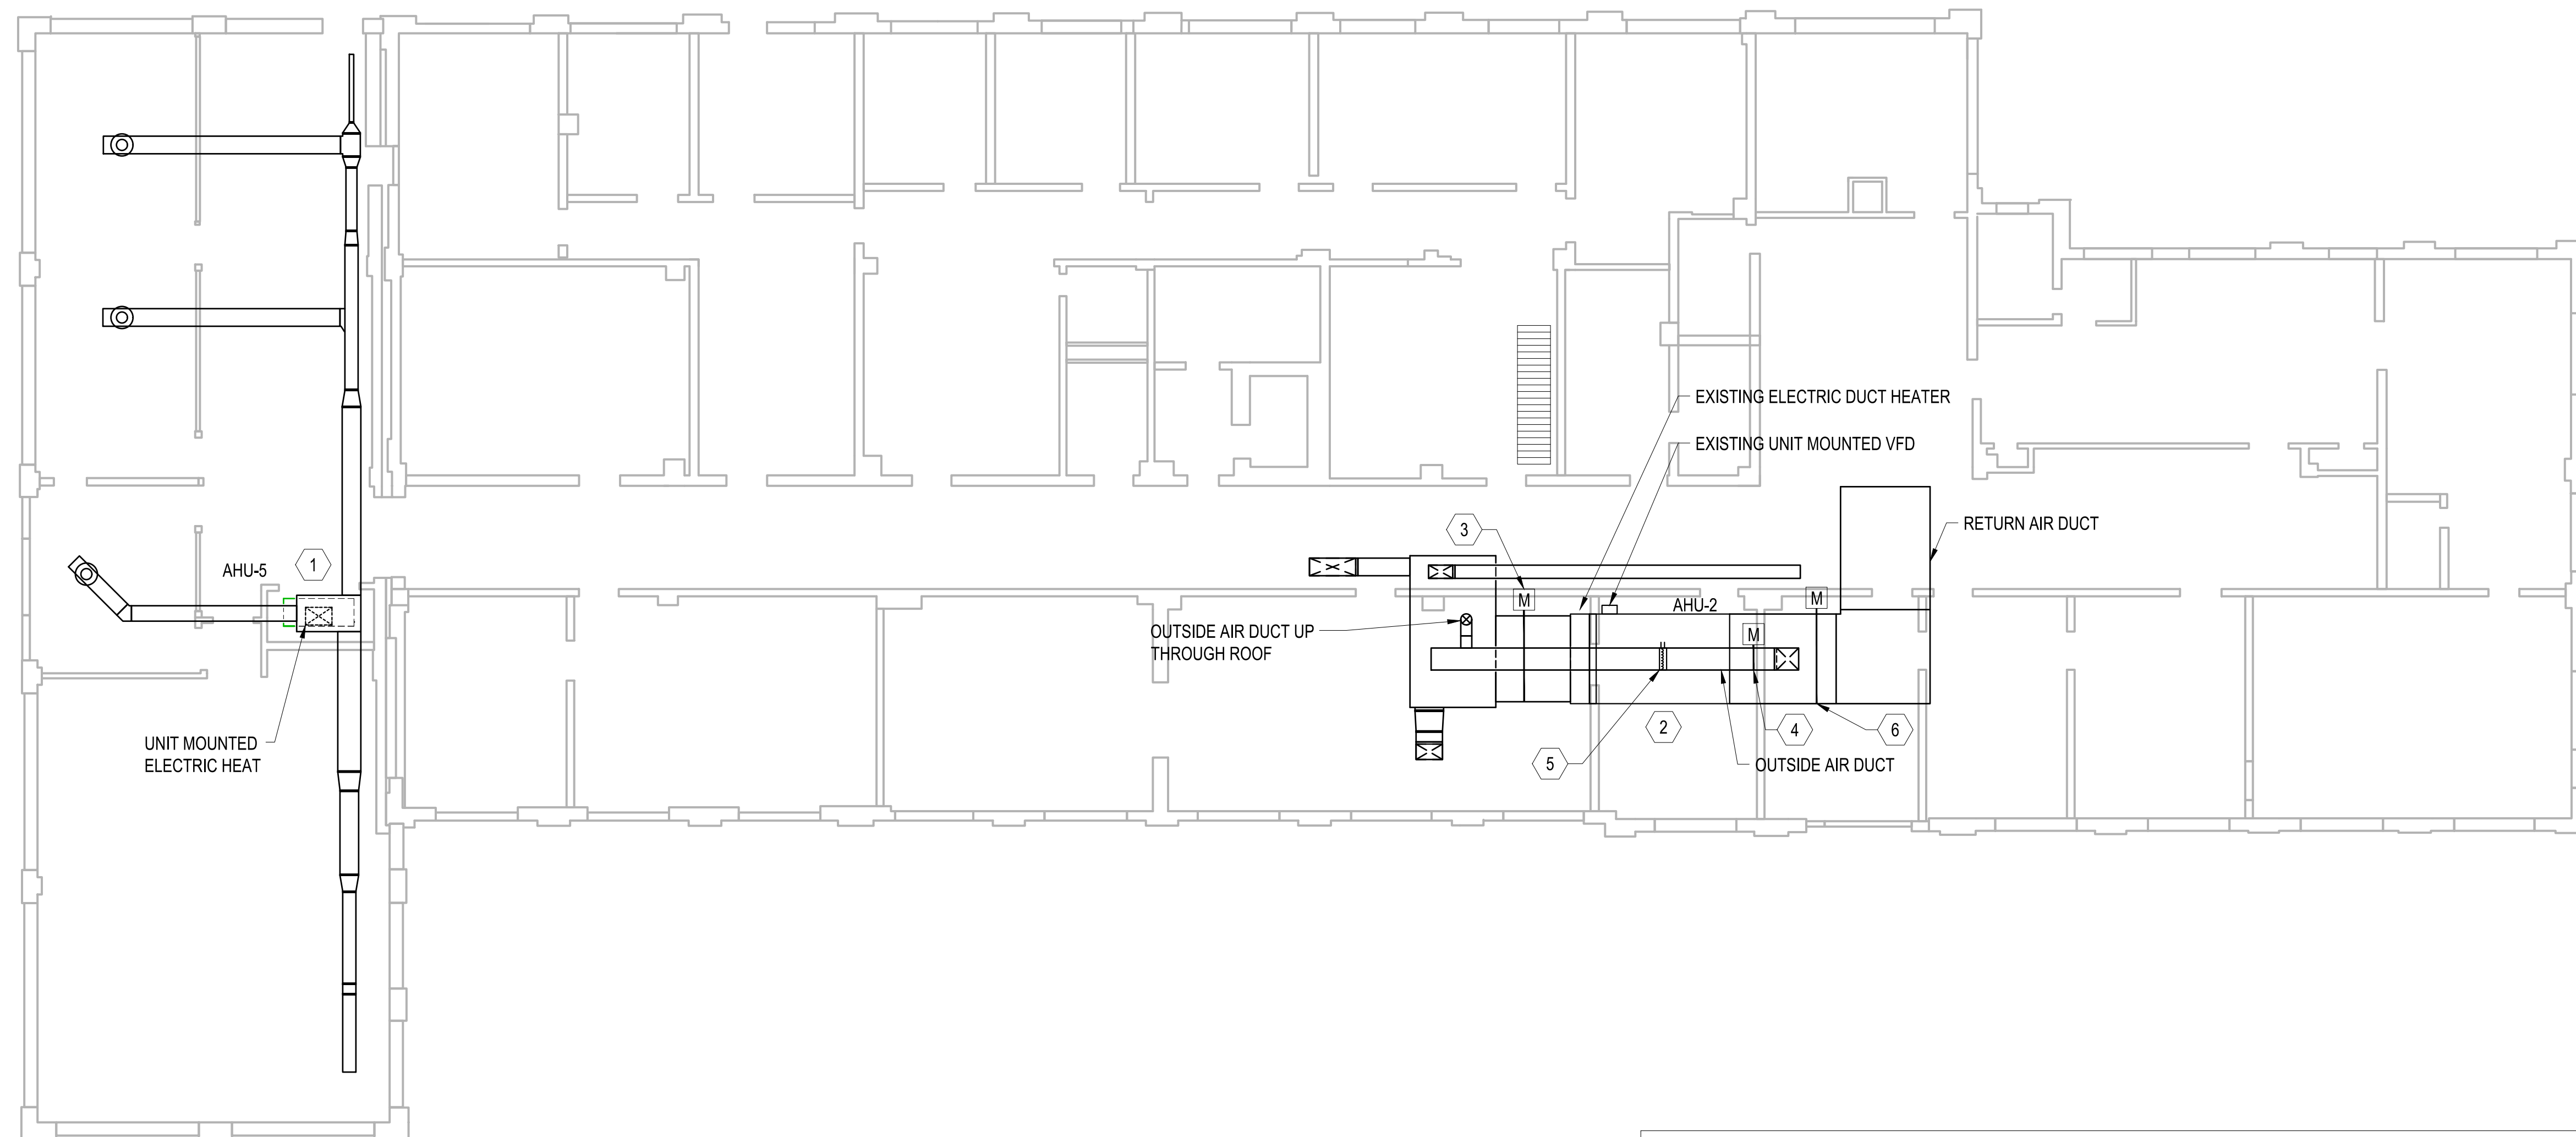 EXISTING ELECTRIC DUCT HEATER
EXISTING UNIT MOUNTED VFD
RETURN AIR DUCT
3
1
AHU-5
M
M
AHU-2
OUTSIDE AIR DUCT UP
THROUGH ROOF
M
2
4
6
UNIT MOUNTED
ELECTRIC HEAT
5
OUTSIDE AIR DUCT